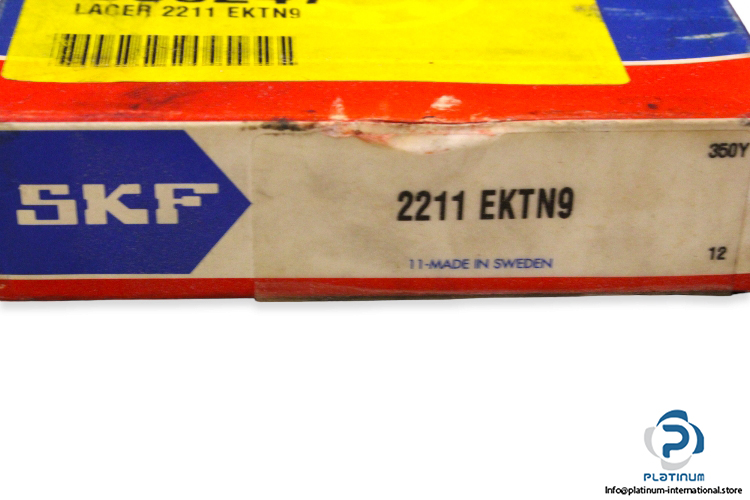 LAGER 2211 EKTN9
SKF
2211 EKTN9
350Y
11-MADE IN SWEDEN
12
PLATINUM
Info@platinum-international.store